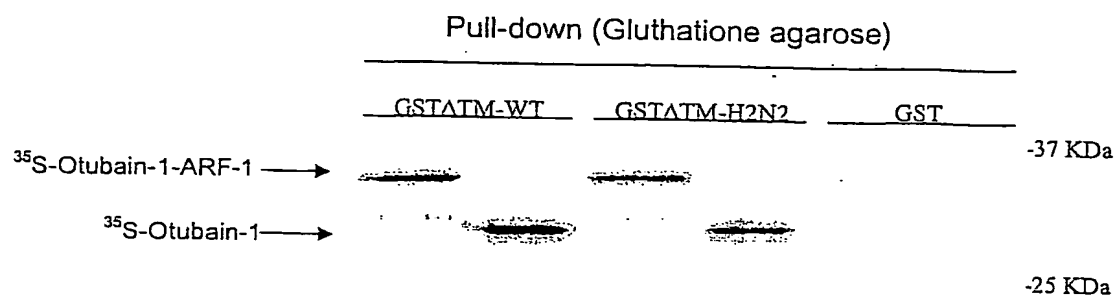 Pull-down (Gluthatione agarose)
GSTΔTM-WT GSTΔTM-H2N2 GST
-37 KDa
35S-Otubain-1-ARF-1
35S-Otubain-1
-25 KDa